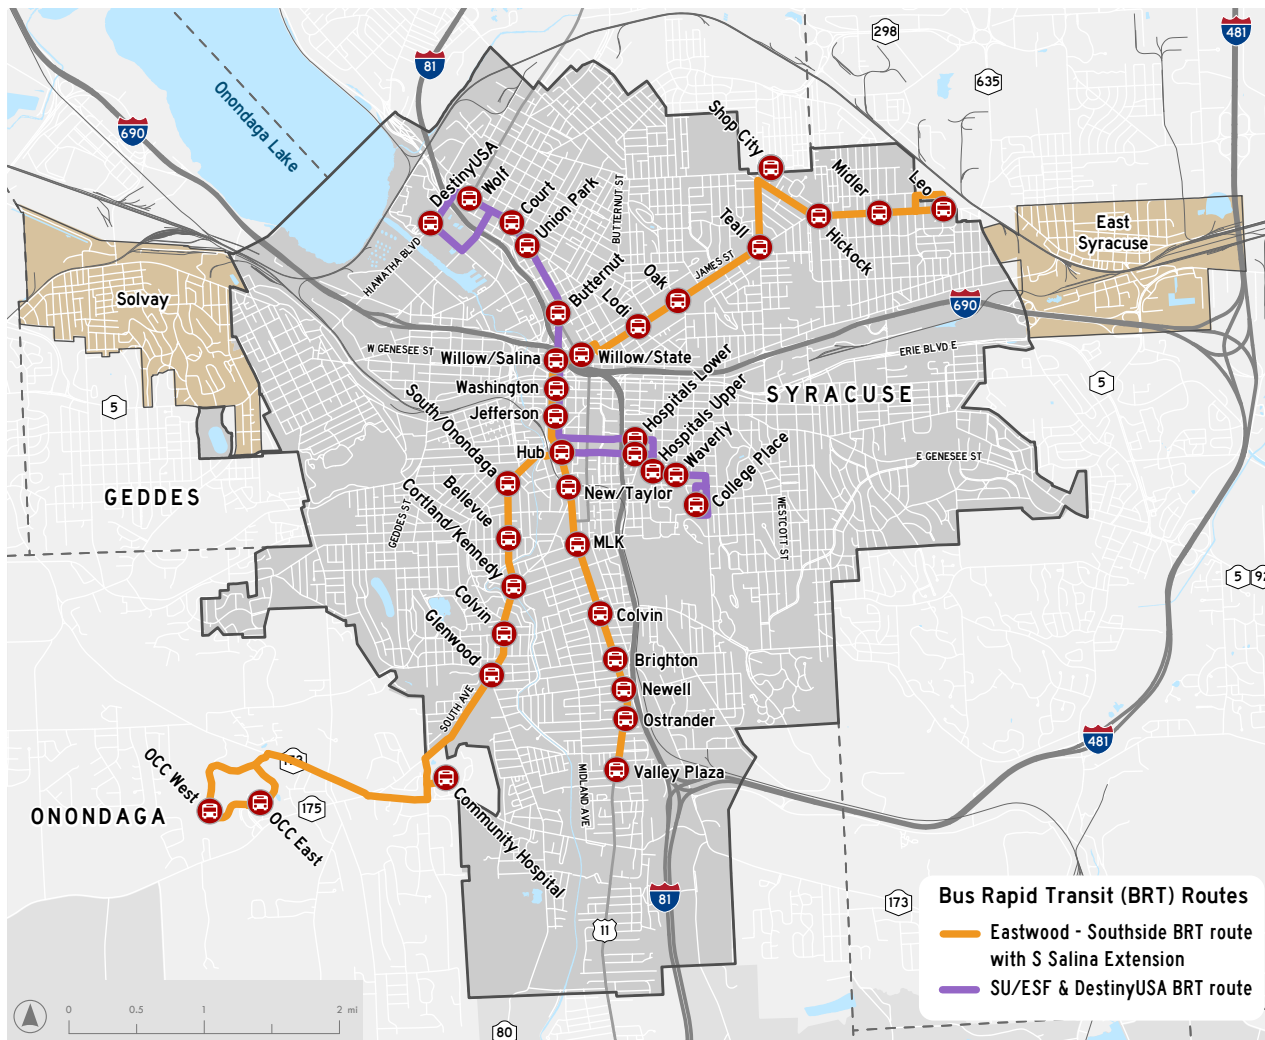 298
481
81
635
690
Onondaga Lake
Shop City
DestinyUSA
Wolf
Court
Union Park
BUTTERNUT ST
Midler
Leo
Teall
Hickock
East
Syracuse
HIAWATHA BLVD
JAMES ST
Solvay
Butternut
Oak
Lodi
690
W GENESEE ST
Willow/Salina
Willow/State
ERIE BLVD E
Washington
SYRACUSE
5
5
Jefferson
South/Onondaga
Hospitals Lower
Hospitals Upper
Waverly
College Place
Hub
E GENESEE ST
GEDDES
Bellevue
New/Taylor
GEDDES ST
WESTCOTT ST
Cortland/Kennedy
MLK
5
92
Colvin
Colvin
Glenwood
Brighton
Newell
SOUTH AVE
Ostrander
481
173
OCC West
Valley Plaza
MIDLAND AVE
ONONDAGA
175
OCC East
Community Hospital
81
173
11
80
Bus Rapid Transit (BRT) Routes
Eastwood - Southside BRT route
with S Salina Extension
SU/ESF & DestinyUSA BRT route
0 0.5 1 2 mi